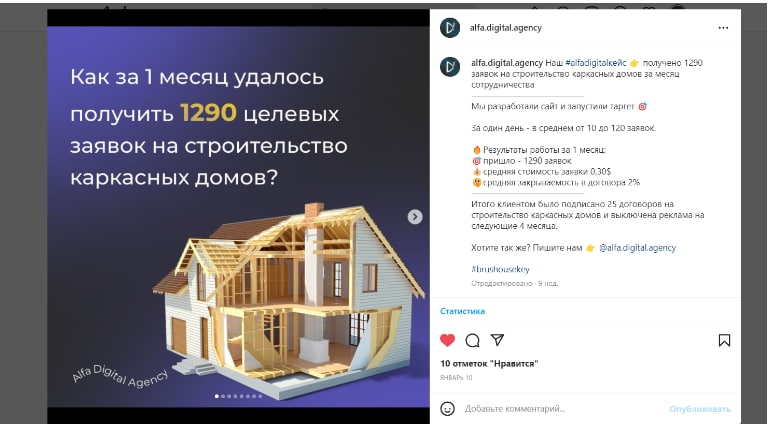 Как за 1 месяц удалось
получить 1290 целевых
заявок на строительство
каркасных домов?
Alfa Digital Agency
alfa.digital.agency
alfa.digital.agency Наш #alfadigitalкейс 👉 получено 1290
заявок на строительство каркасных домов за месяц
сотрудничества
Мы разработали сайт и запустили таргет 🎯
За один день - в среднем от 10 до 120 заявок.
🔥Результаты работы за 1 месяц:
🎯 пришло - 1290 заявок
💰средняя стоимость заявки 0,30$
🤔средняя закрываемость в договора 2%
Итого клиентом было подписано 25 договоров на
строительство каркасных домов и выключена реклама на
следующие 4 месяца.
Хотите так же? Пишите нам 👉 @alfa.digital.agency
#brushousekey
Отредактировано · 9 нед.
Статистика
10 отметок "Нравится"
ЯНВАРЬ 10
Добавьте комментарий...
Опубликовать